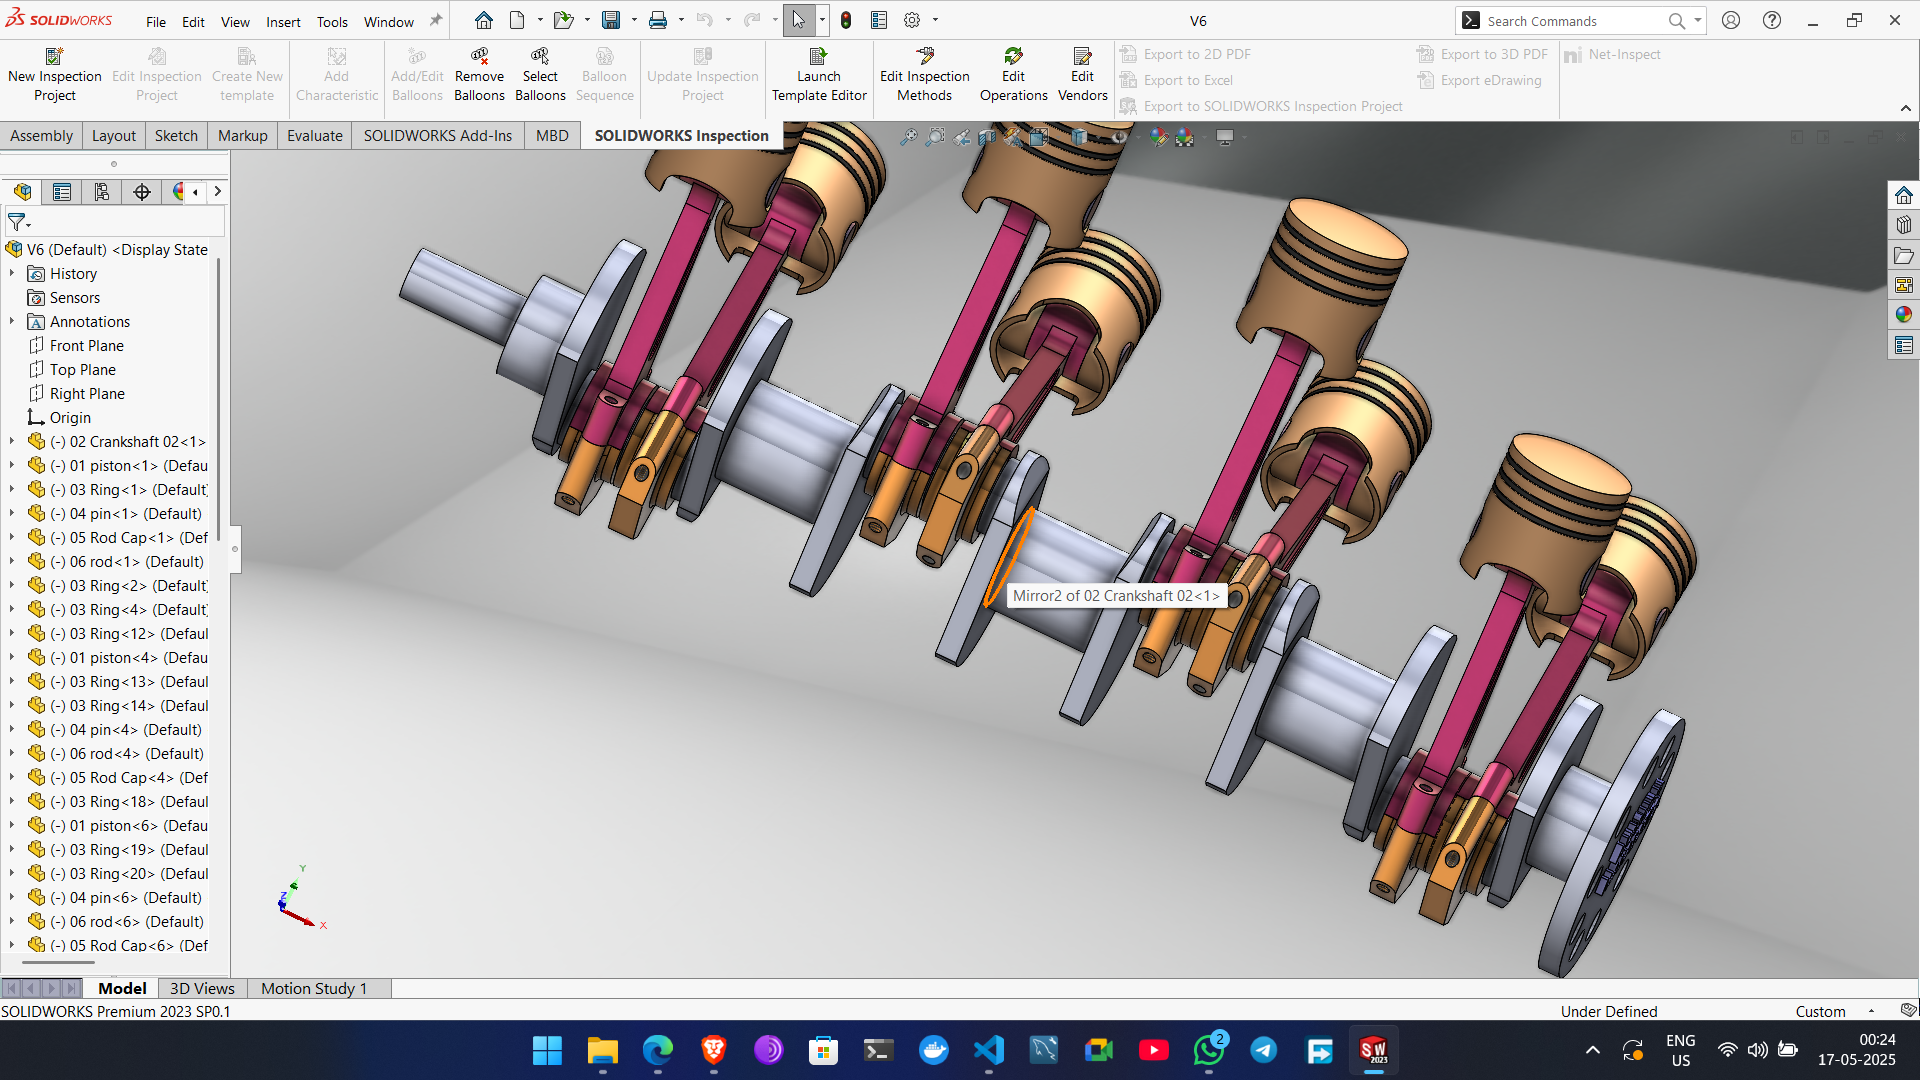 SOLIDWORKS
File Edit View Insert Tools Window
V6
Search Commands
New Inspection Project
Edit Inspection Project
Create New template
Add Characteristic
Add/Edit Balloons
Remove Balloons
Select Balloons
Balloon Sequence
Update Inspection Project
Launch Template Editor
Edit Inspection Methods
Edit Operations
Edit Vendors
Export to 2D PDF
Export to Excel
Export to SOLIDWORKS Inspection Project
Export to 3D PDF
Export eDrawing
Net-Inspect
Assembly Layout Sketch Markup Evaluate SOLIDWORKS Add-Ins MBD SOLIDWORKS Inspection
V6 (Default) <Display State
History
Sensors
Annotations
Front Plane
Top Plane
Right Plane
Origin
(-) 02 Crankshaft 02<1>
(-) 01 piston<1> (Defau
(-) 03 Ring<1> (Default)
(-) 04 pin<1> (Default)
(-) 05 Rod Cap<1> (Def
(-) 06 rod<1> (Default)
(-) 03 Ring<2> (Default)
(-) 03 Ring<4> (Default)
(-) 03 Ring<12> (Defaul
(-) 01 piston<4> (Defau
(-) 03 Ring<13> (Defaul
(-) 03 Ring<14> (Defaul
(-) 04 pin<4> (Default)
(-) 06 rod<4> (Default)
(-) 05 Rod Cap<4> (Def
(-) 03 Ring<18> (Defaul
(-) 01 piston<6> (Defau
(-) 03 Ring<19> (Defaul
(-) 03 Ring<20> (Defaul
(-) 04 pin<6> (Default)
(-) 06 rod<6> (Default)
(-) 05 Rod Cap<6> (Def
Mirror2 of 02 Crankshaft 02<1>
Y
Z
X
Model 3D Views Motion Study 1
SOLIDWORKS Premium 2023 SP0.1
Under Defined
Custom
2
SW
2023
ENG
US
00:24
17-05-2025